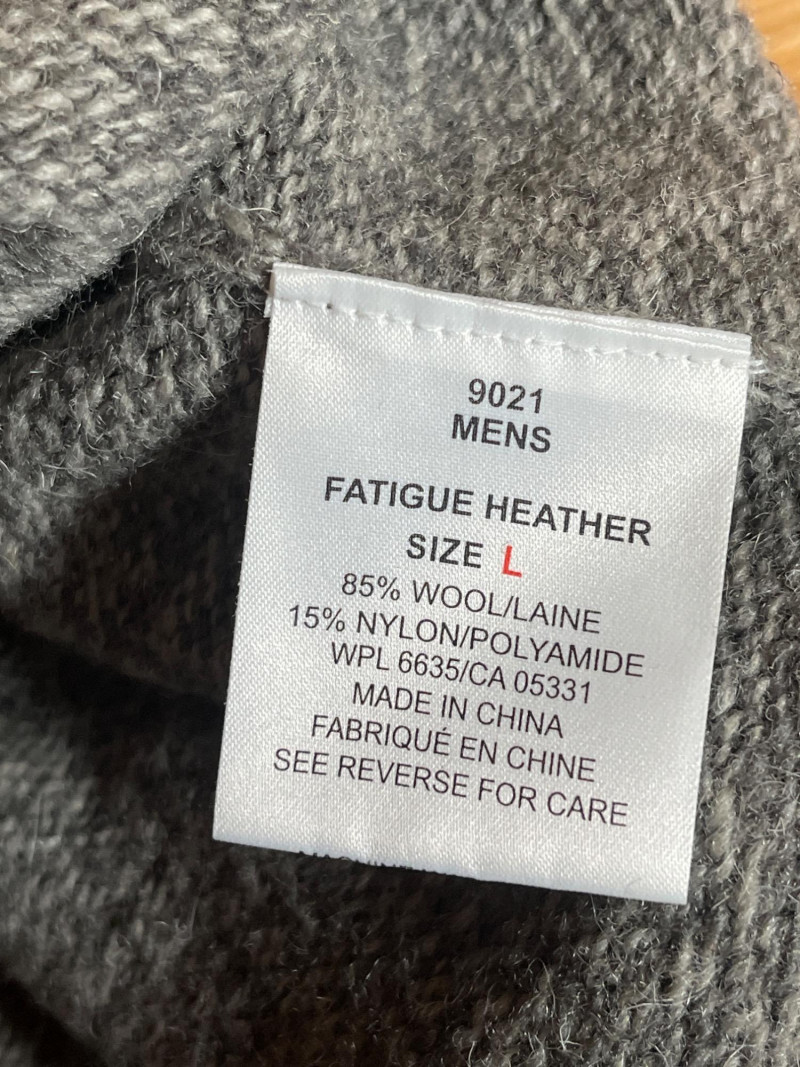 9021
MENS
FATIGUE HEATHER
SIZE L
85% WOOL/LAINE
15% NYLON/POLYAMIDE
WPL 6635/CA 05331
MADE IN CHINA
FABRIQUÉ EN CHINE
SEE REVERSE FOR CARE